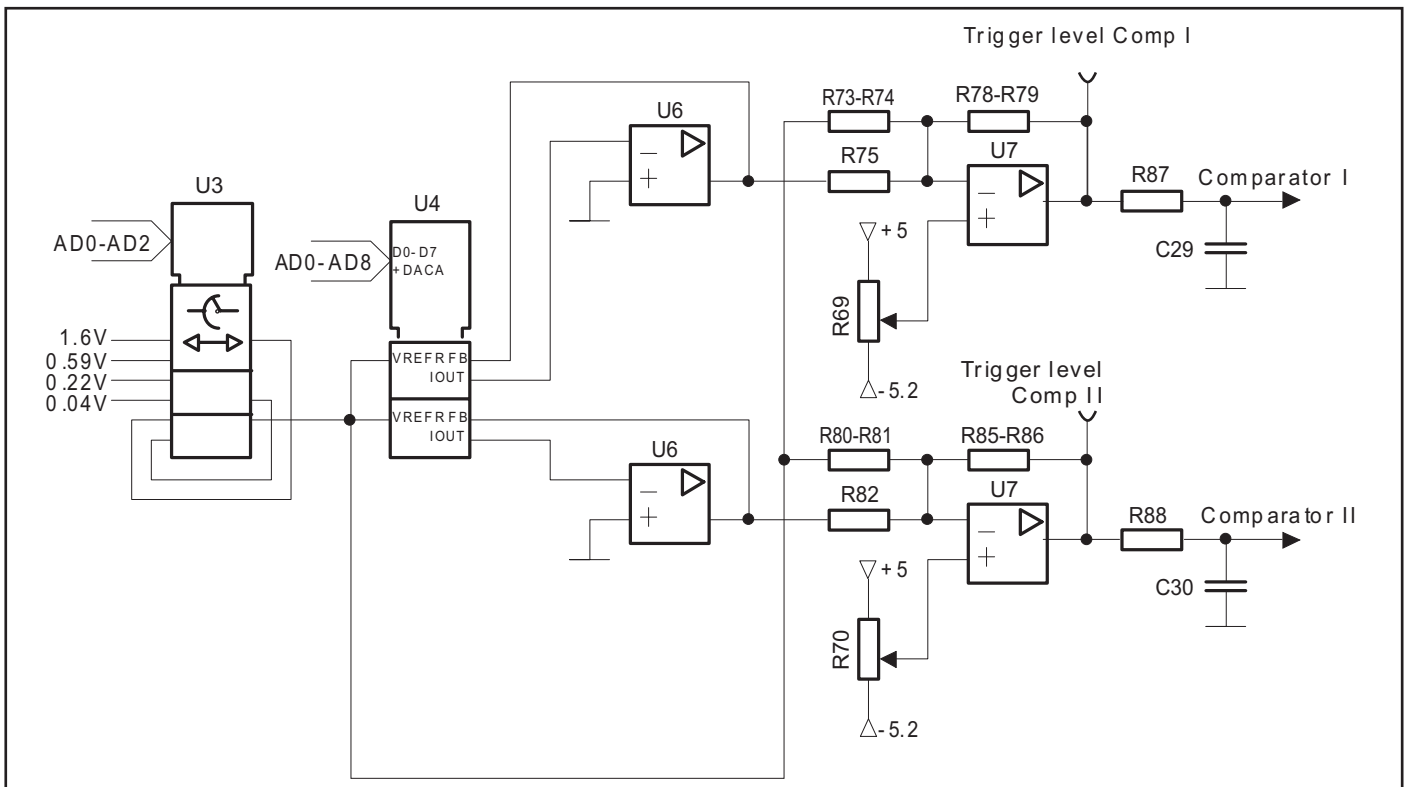 Trigger level Comp I
R73-R74
R78-R79
U6
R75
U7
R87
Comparator I
−
+
−
+
U3
U4
AD0-AD2
AD0-AD8
D0-D7
+DACA
+5
C29
R69
1.6V
0.59V
0.22V
0.04V
VREF RFB
IOUT
-5.2
Trigger level
Comp II
VREF RFB
IOUT
R80-R81
R85-R86
U6
R82
U7
R88
Comparator II
−
+
−
+
+5
C30
R70
-5.2